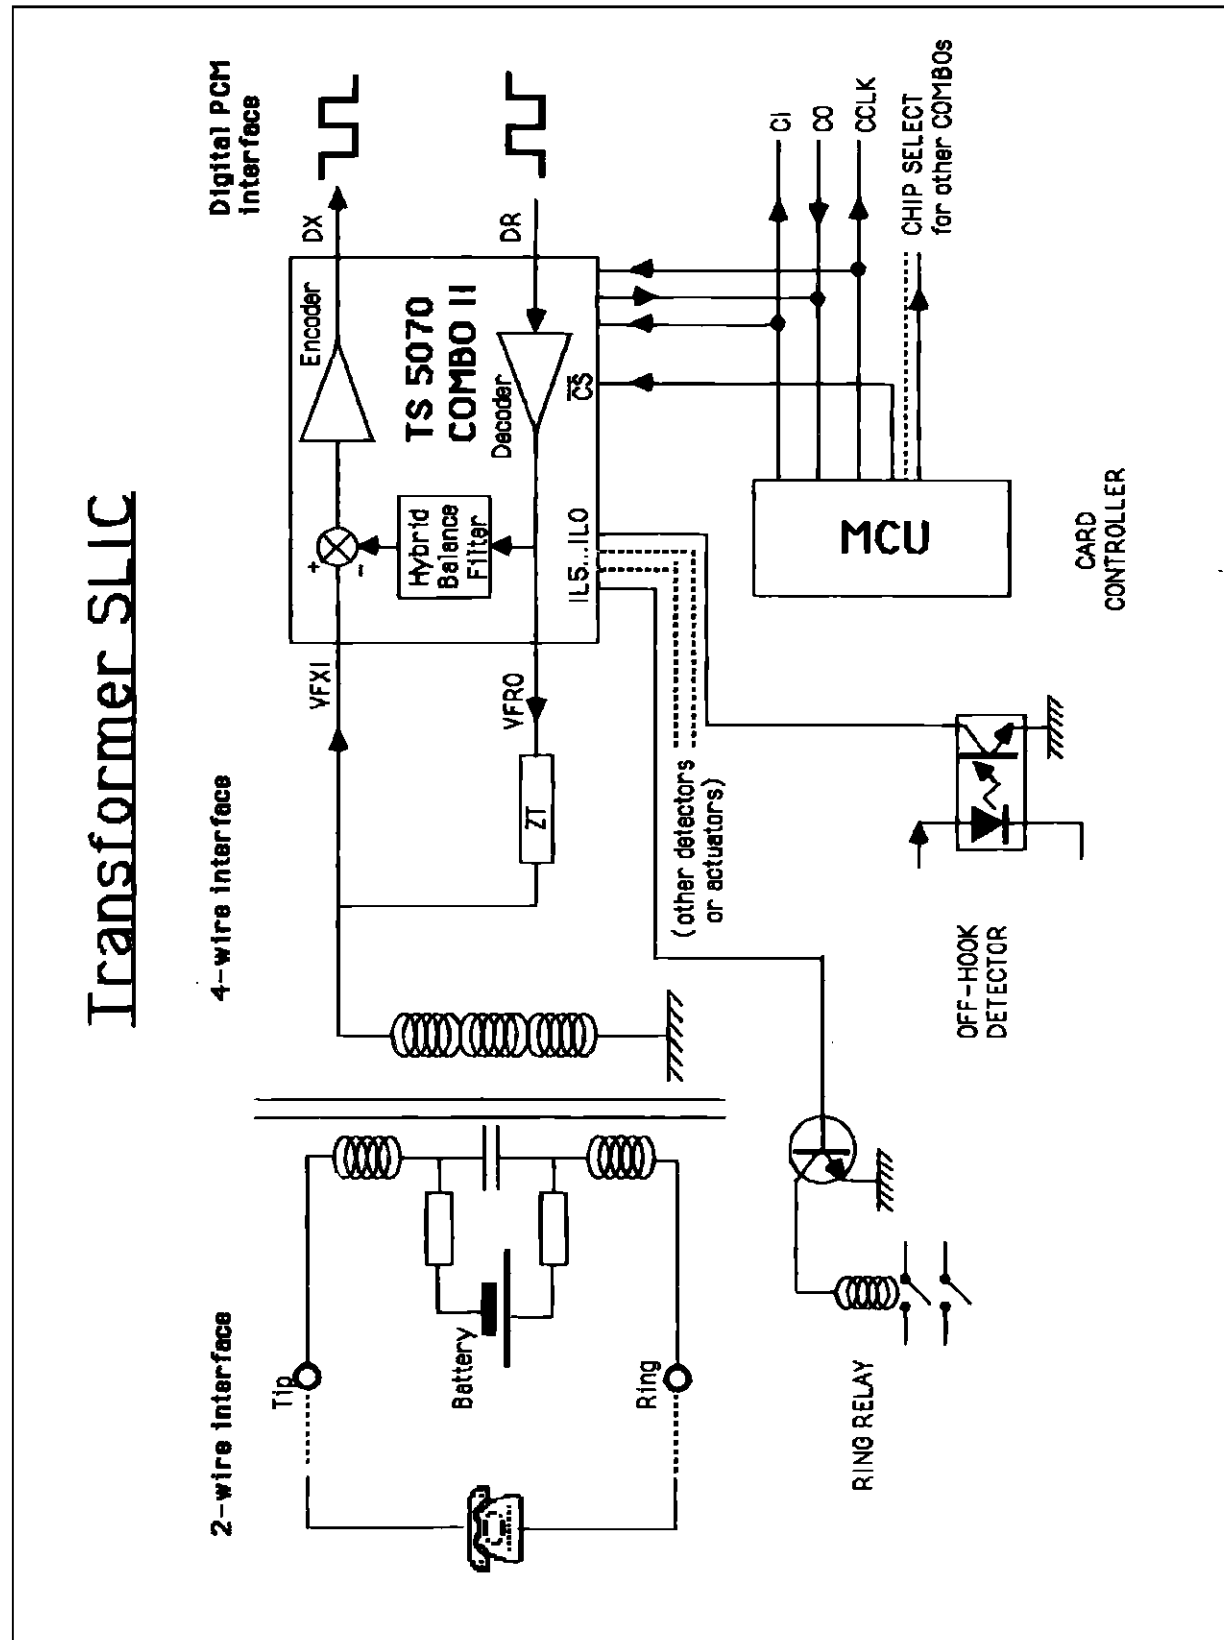 Transformer SLIC
2-wire interface
4-wire interface
Digital PCM
interface
Tip
Battery
Ring
VFXI
VFRO
ZT
+
-
Hybrid
Balance
Filter
Encoder
TS 5070
COMBO II
Decoder
DX
DR
IL5...IL0
CS
(other detectors
or actuators)
RING RELAY
OFF-HOOK
DETECTOR
MCU
CARD
CONTROLLER
CI
CO
CCLK
CHIP SELECT
for other COMBOs